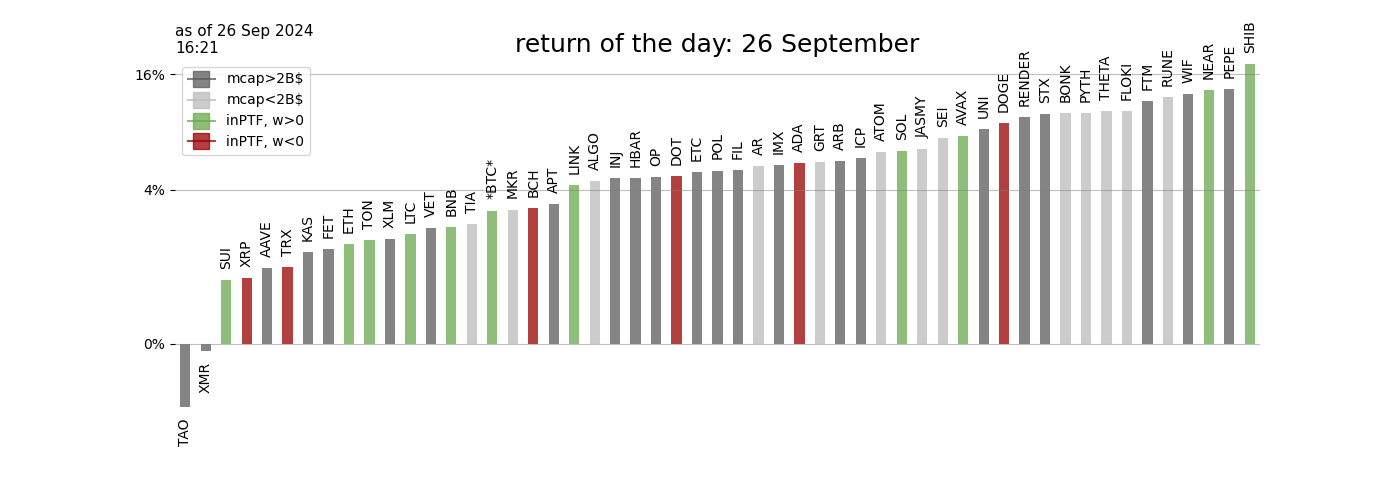 as of 26 Sep 2024
16:21
return of the day: 26 September
16%
4%
0%
mcap>2B$
mcap<2B$
inPTF, w>0
inPTF, w<0
TAO
XMR
SUI
XRP
AAVE
TRX
KAS
FET
ETH
TON
XLM
LTC
VET
BNB
TIA
*BTC*
MKR
BCH
APT
LINK
ALGO
INJ
HBAR
OP
DOT
ETC
POL
FIL
AR
IMX
ADA
GRT
ARB
ICP
ATOM
SOL
JASMY
SEI
AVAX
UNI
DOGE
RENDER
STX
BONK
PYTH
THETA
FLOKI
FTM
RUNE
WIF
NEAR
PEPE
SHIB